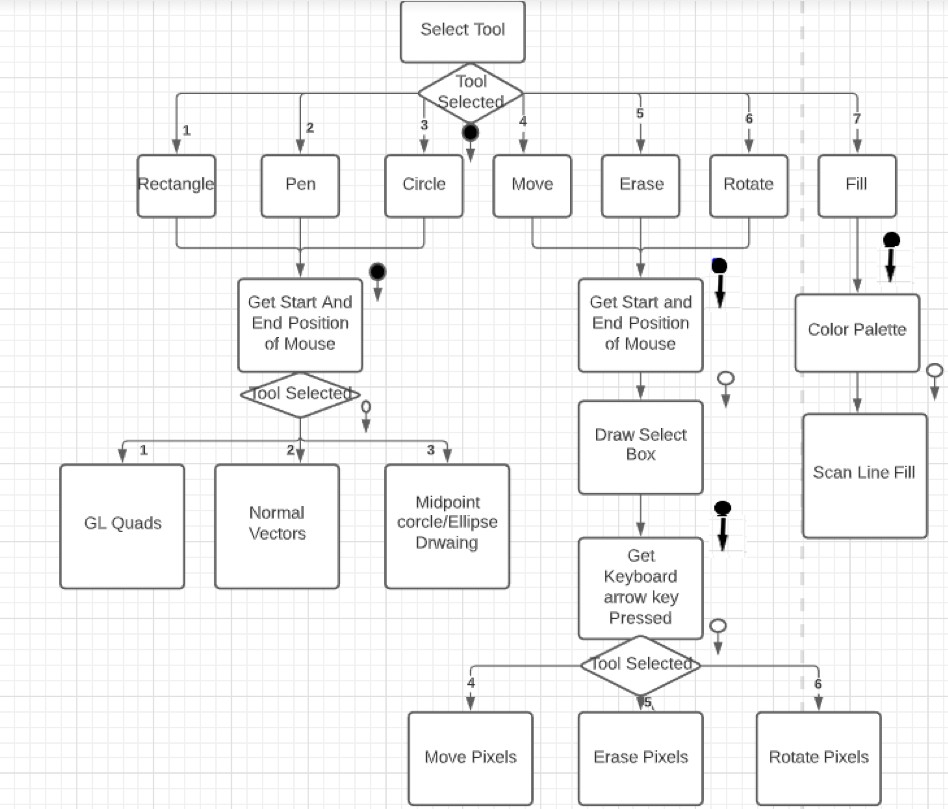 Select Tool
Tool
Selected
1
2
3
4
5
6
7
Rectangle
Pen
Circle
Move
Erase
Rotate
Fill
Get Start And
End Position
of Mouse
Get Start and
End Position
of Mouse
Color Palette
Tool Selected
Draw Select
Box
1
2
3
GL Quads
Normal
Vectors
Midpoint
corcle/Ellipse
Drwaing
Scan Line Fill
Get
Keyboard
arrow key
Pressed
Tool Selected
4
5
6
Move Pixels
Erase Pixels
Rotate Pixels